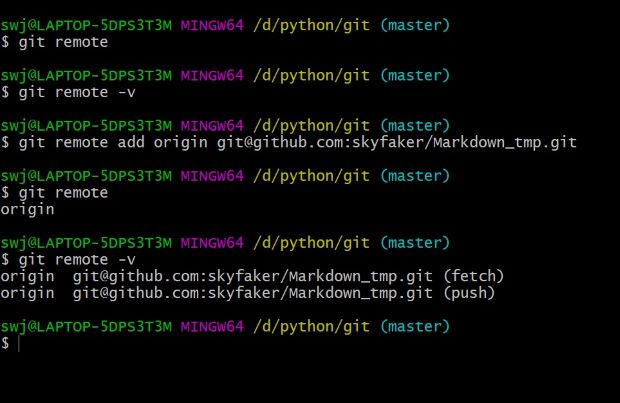 swj@LAPTOP-5DPS3T3M MINGW64 /d/python/git (master)
$ git remote
swj@LAPTOP-5DPS3T3M MINGW64 /d/python/git (master)
$ git remote -v
swj@LAPTOP-5DPS3T3M MINGW64 /d/python/git (master)
$ git remote add origin git@github.com:skyfaker/Markdown_tmp.git
swj@LAPTOP-5DPS3T3M MINGW64 /d/python/git (master)
$ git remote
origin
swj@LAPTOP-5DPS3T3M MINGW64 /d/python/git (master)
$ git remote -v
origin  git@github.com:skyfaker/Markdown_tmp.git (fetch)
origin  git@github.com:skyfaker/Markdown_tmp.git (push)
swj@LAPTOP-5DPS3T3M MINGW64 /d/python/git (master)
$